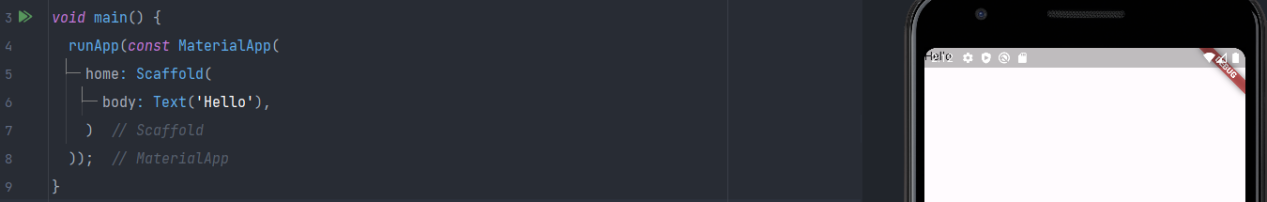 3 void main() {
4 runApp(const MaterialApp(
5 home: Scaffold(
6 body: Text('Hello'),
7 ) // Scaffold
8 )); // MaterialApp
9 }
Hello